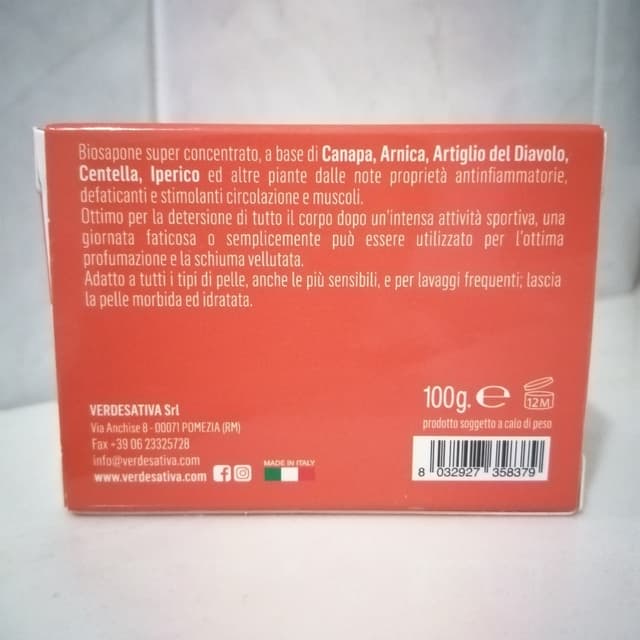 Biosapone super concentrato, a base di Canapa, Arnica, Artiglio del Diavolo,
Centella, Iperico ed altre piante dalle note proprietà antinfiammatorie,
defaticanti e stimolanti circolazione e muscoli.
Ottimo per la detersione di tutto il corpo dopo un'intensa attività sportiva, una
giornata faticosa o semplicemente può essere utilizzato per l'ottima
profumazione e la schiuma vellutata.
Adatto a tutti i tipi di pelle, anche le più sensibili, e per lavaggi frequenti; lascia
la pelle morbida ed idratata.
100g. e 12M
prodotto soggetto a calo di peso
VERDESATIVA Srl
Via Anchise 8 - 00071 POMEZIA (RM)
Fax +39 06 23325728
info@verdesativa.com
www.verdesativa.com
MADE IN ITALY
8 032927 358379